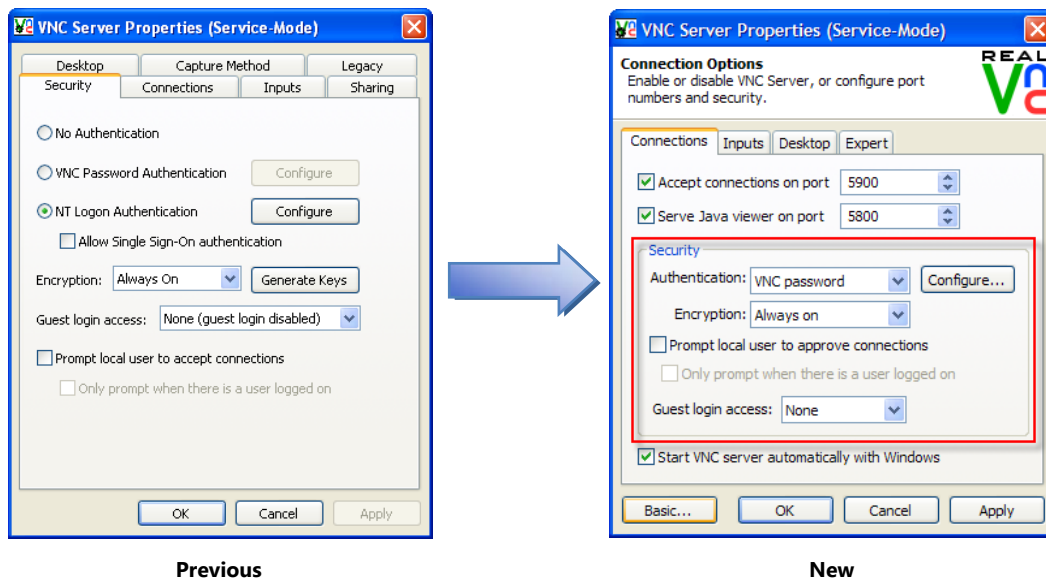 VNC Server Properties (Service-Mode)
Desktop Capture Method Legacy
Security Connections Inputs Sharing
No Authentication
VNC Password Authentication Configure
NT Logon Authentication Configure
Allow Single Sign-On authentication
Encryption: Always On Generate Keys
Guest login access: None (guest login disabled)
Prompt local user to accept connections
Only prompt when there is a user logged on
OK Cancel Apply
Previous
VNC Server Properties (Service-Mode)
Connection Options
Enable or disable VNC Server, or configure port
numbers and security.
REAL
VNC
Connections Inputs Desktop Expert
Accept connections on port 5900
Serve Java viewer on port 5800
Security
Authentication: VNC password Configure...
Encryption: Always on
Prompt local user to approve connections
Only prompt when there is a user logged on
Guest login access: None
Start VNC server automatically with Windows
Basic... OK Cancel Apply
New